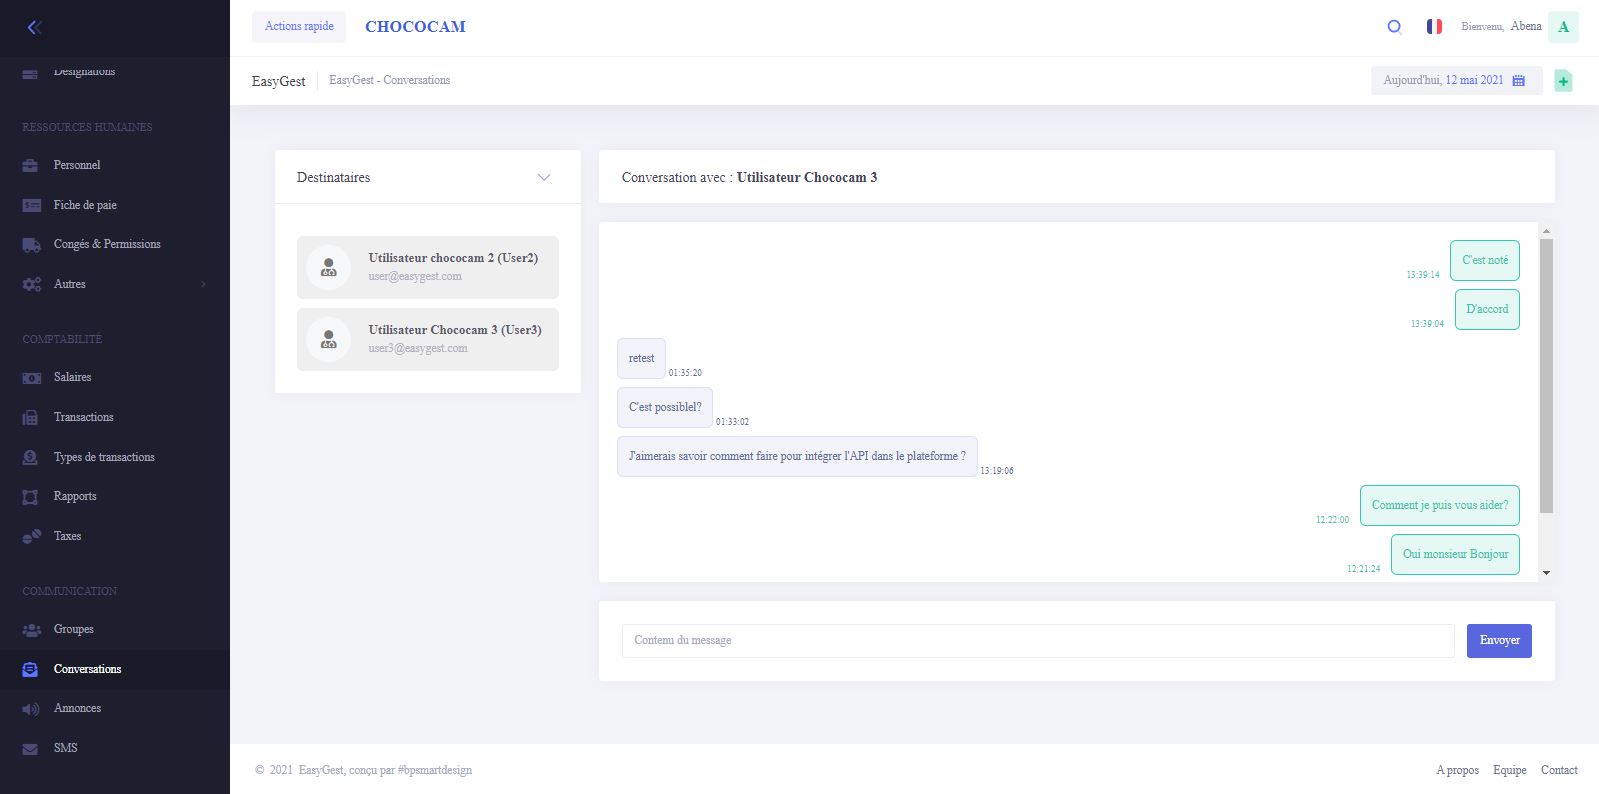 Actions rapide
CHOCOCAM
Bienvenu, Abena
A
EasyGest
EasyGest - Conversations
Aujourd'hui, 12 mai 2021
Désignations
RESSOURCES HUMAINES
Personnel
Fiche de paie
Congés & Permissions
Autres
COMPTABILITÉ
Salaires
Transactions
Types de transactions
Rapports
Taxes
COMMUNICATION
Groupes
Conversations
Annonces
SMS
Destinataires
Utilisateur chococam 2 (User2)
user@easygest.com
Utilisateur Chococam 3 (User3)
user3@easygest.com
Conversation avec : Utilisateur Chococam 3
13:39:14 C'est noté
13:39:04 D'accord
retest 01:35:20
C'est possiblel? 01:33:02
J'aimerais savoir comment faire pour intégrer l'API dans le plateforme ? 13:19:06
12:22:00 Comment je puis vous aider?
12:21:24 Oui monsieur Bonjour
Contenu du message
Envoyer
© 2021 EasyGest, conçu par #bpsmartdesign
A propos Equipe Contact